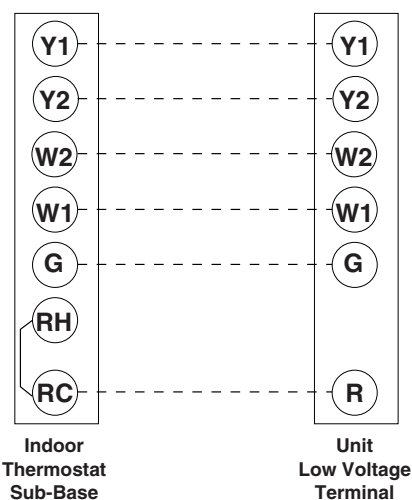 Y1 Y1
Y2 Y2
W2 W2
W1 W1
G G
RH
RC R
Indoor
Thermostat
Sub-Base
Unit
Low Voltage
Terminal